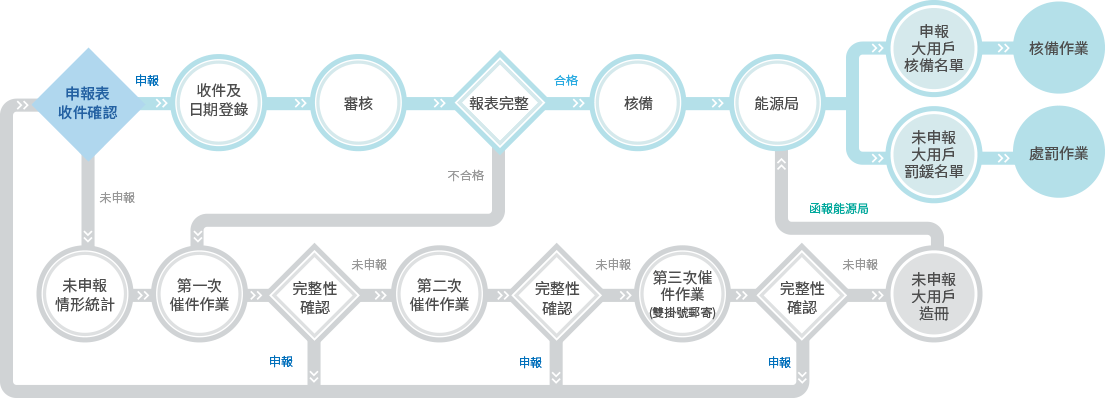 申報表
收件確認
申報
收件及
日期登錄
審核
報表完整
合格
核備
能源局
申報
大用戶
核備名單
核備作業
未申報
大用戶
罰鍰名單
處罰作業
未申報
不合格
函報能源局
未申報
情形統計
第一次
催件作業
完整性
確認
未申報
第二次
催件作業
完整性
確認
未申報
第三次催
件作業
(雙掛號郵寄)
完整性
確認
未申報
未申報
大用戶
造冊
申報
申報
申報